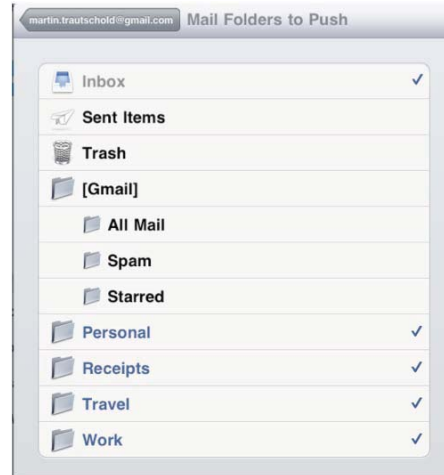 martin.trautschold@gmail.com Mail Folders to Push
Inbox
Sent Items
Trash
[Gmail]
All Mail
Spam
Starred
Personal
Receipts
Travel
Work